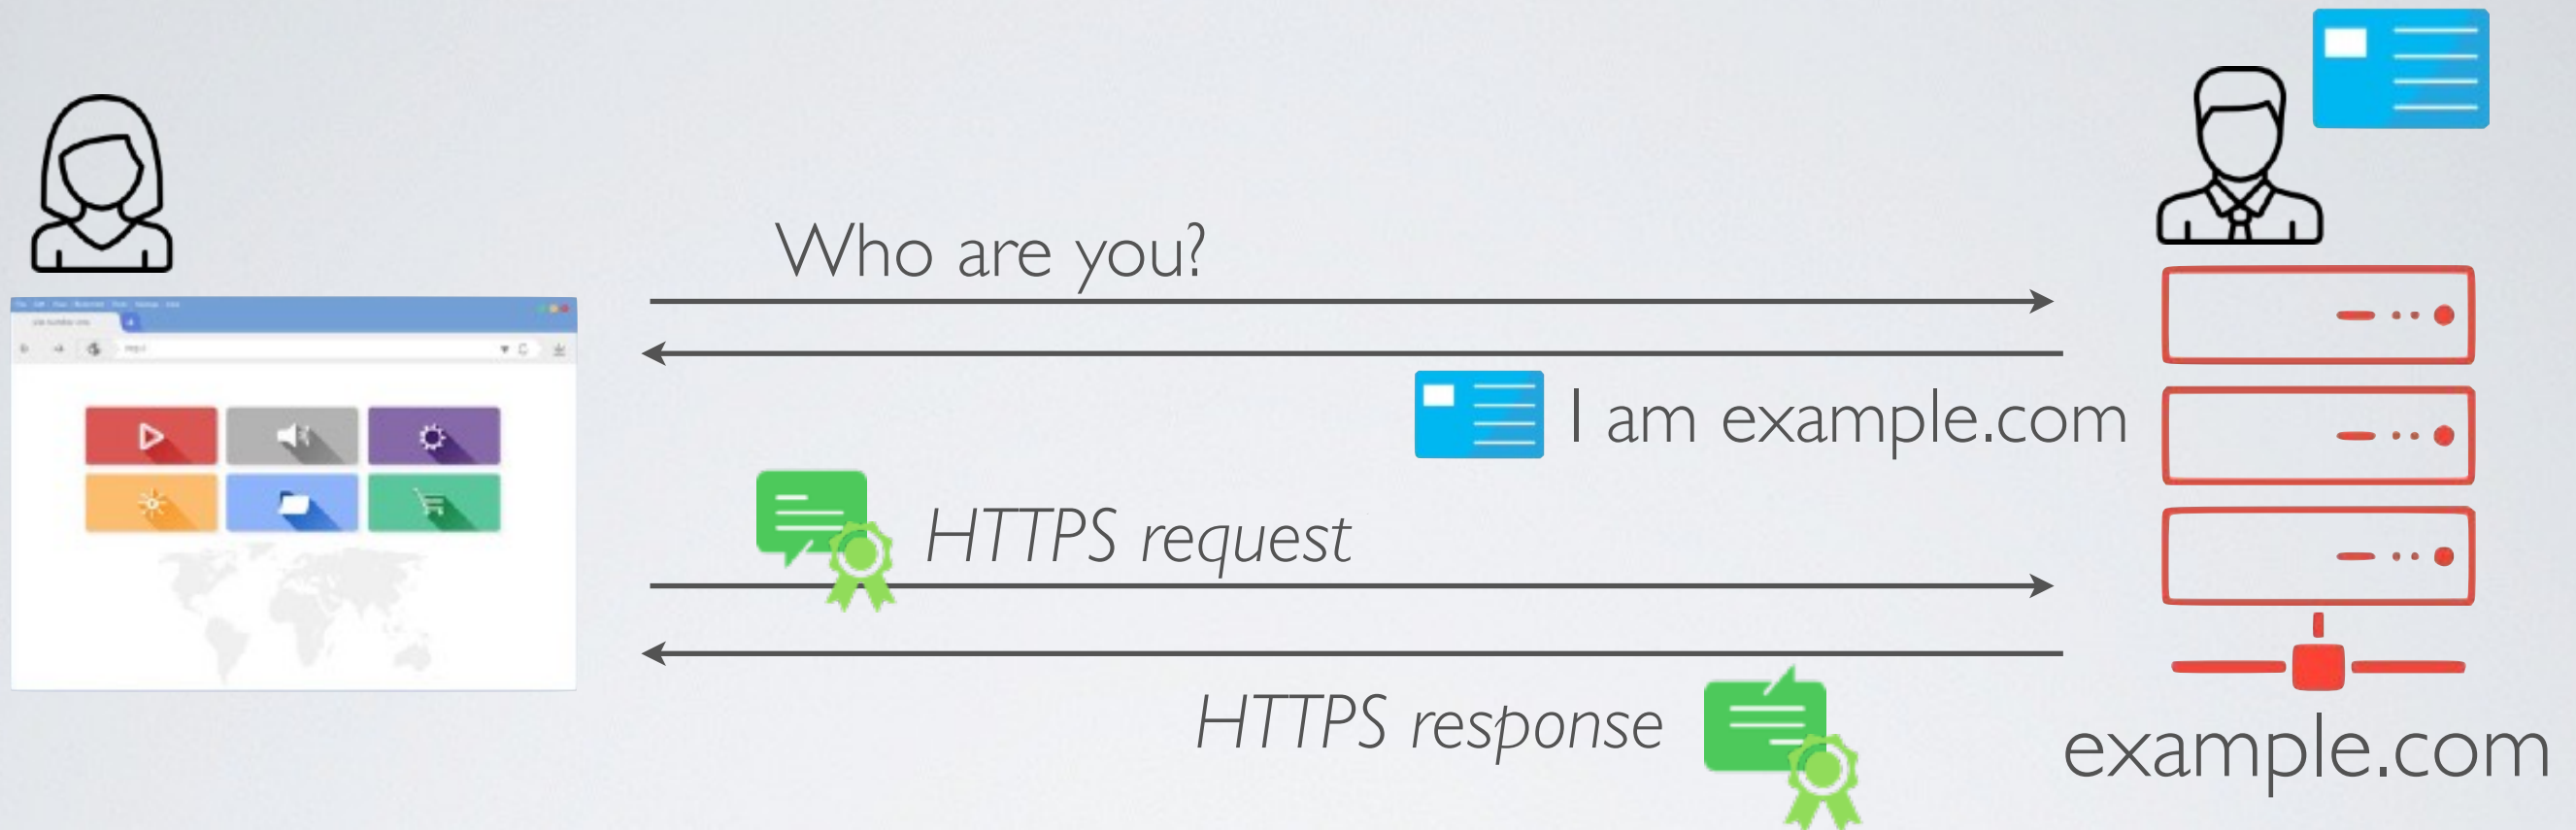 Who are you?
I am example.com
HTTPS request
HTTPS response
example.com